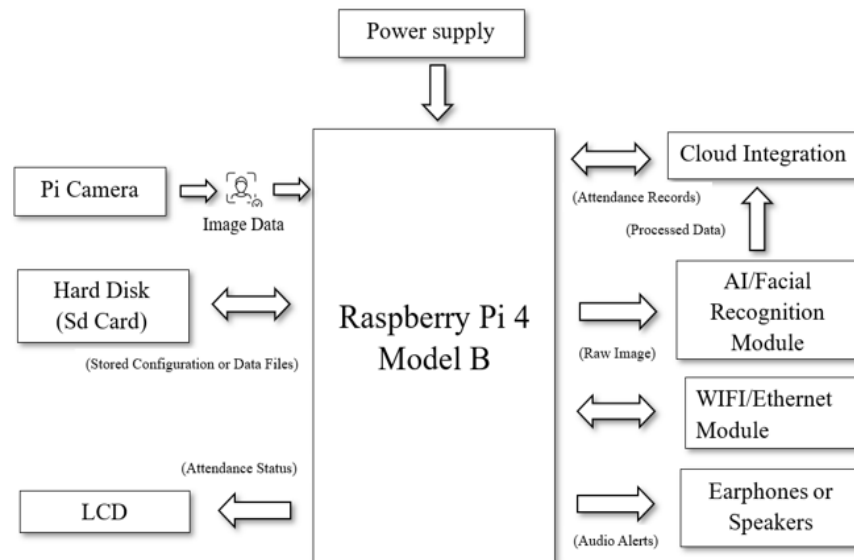 Power supply
Pi Camera
Image Data
Cloud Integration
(Attendance Records)
(Processed Data)
Hard Disk
(Sd Card)
(Stored Configuration or Data Files)
Raspberry Pi 4
Model B
AI/Facial
Recognition
Module
(Raw Image)
WIFI/Ethernet
Module
(Attendance Status)
LCD
Earphones or
Speakers
(Audio Alerts)